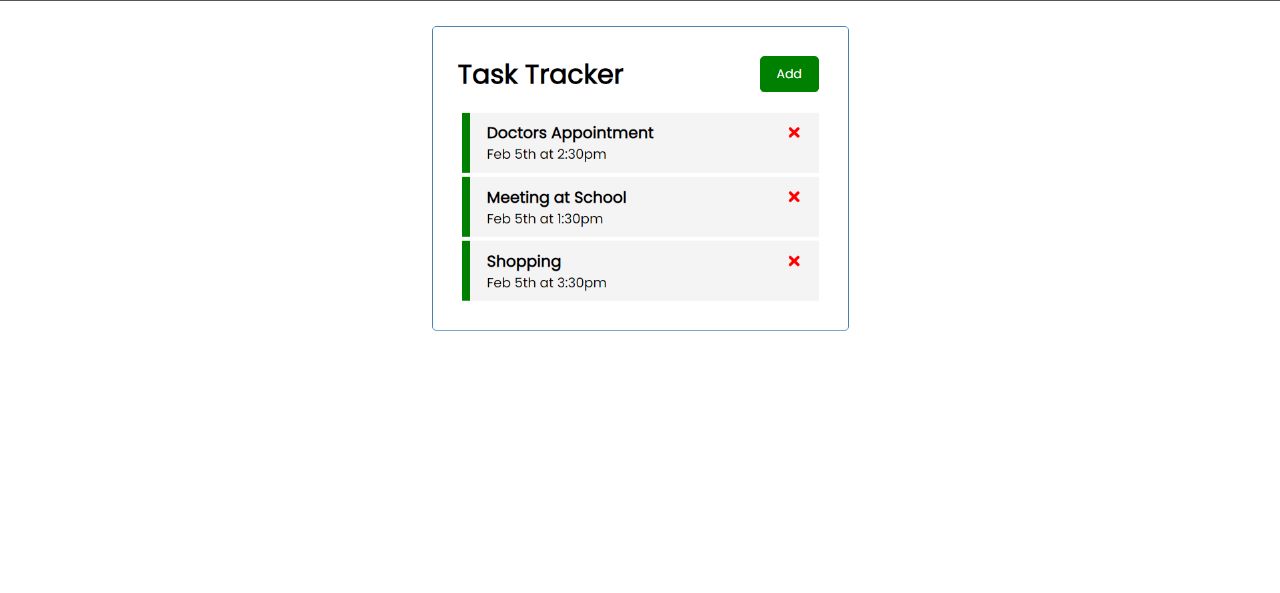 Task Tracker
Add
Doctors Appointment
Feb 5th at 2:30pm
Meeting at School
Feb 5th at 1:30pm
Shopping
Feb 5th at 3:30pm